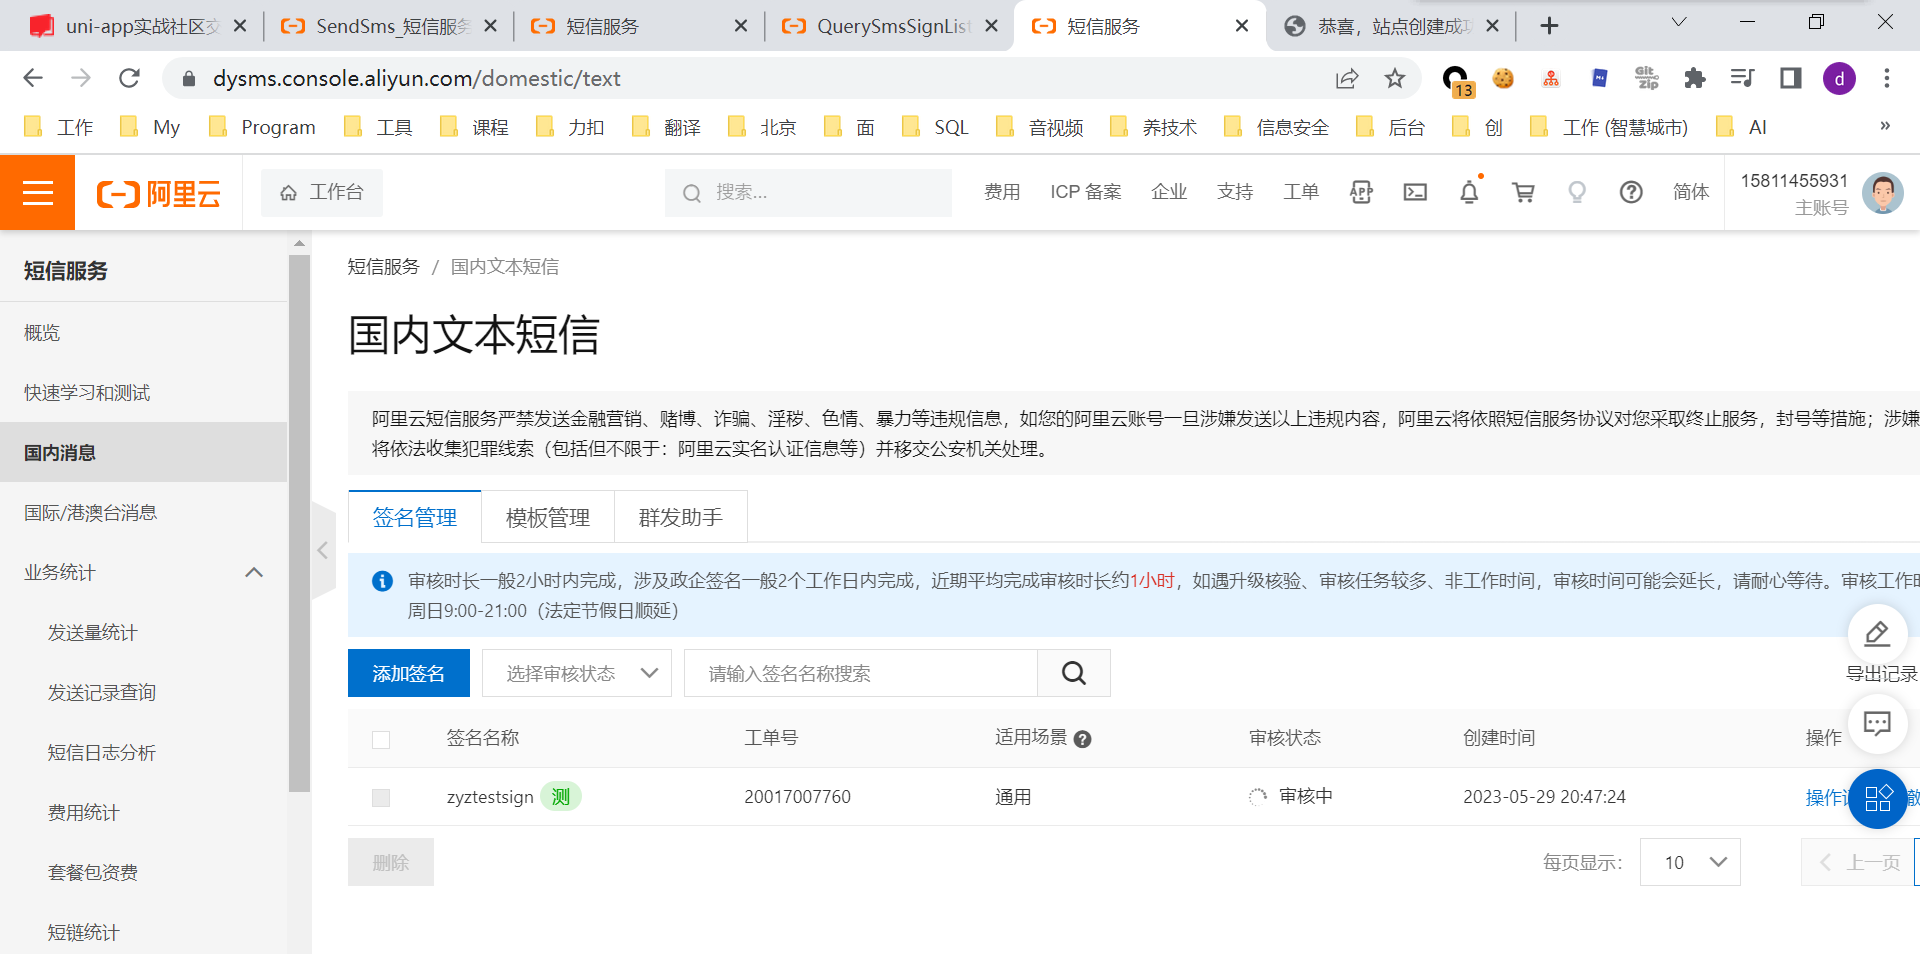 uni-app实战社区交
SendSms_短信服务
短信服务
QuerySmsSignList
短信服务
恭喜，站点创建成功
dysms.console.aliyun.com/domestic/text
13
d
工作
My
Program
工具
课程
力扣
翻译
北京
面
SQL
音视频
养技术
信息安全
后台
创
工作 (智慧城市)
AI
»
阿里云
工作台
搜索...
费用
ICP 备案
企业
支持
工单
APP
简体
15811455931
主账号
短信服务
概览
快速学习和测试
国内消息
国际/港澳台消息
业务统计
发送量统计
发送记录查询
短信日志分析
费用统计
套餐包资费
短链统计
短信服务 / 国内文本短信
国内文本短信
阿里云短信服务严禁发送金融营销、赌博、诈骗、淫秽、色情、暴力等违规信息，如您的阿里云账号一旦涉嫌发送以上违规内容，阿里云将依照短信服务协议对您采取终止服务，封号等措施；涉嫌
将依法收集犯罪线索（包括但不限于：阿里云实名认证信息等）并移交公安机关处理。
签名管理
模板管理
群发助手
审核时长一般2小时内完成，涉及政企签名一般2个工作日内完成，近期平均完成审核时长约1小时，如遇升级核验、审核任务较多、非工作时间，审核时间可能会延长，请耐心等待。审核工作时
周日9:00-21:00（法定节假日顺延）
添加签名
选择审核状态
请输入签名名称搜索
导出记录
签名名称
工单号
适用场景
审核状态
创建时间
操作
zyztestsign 测
20017007760
通用
审核中
2023-05-29 20:47:24
操作记
撤
删除
每页显示：
10
上一页